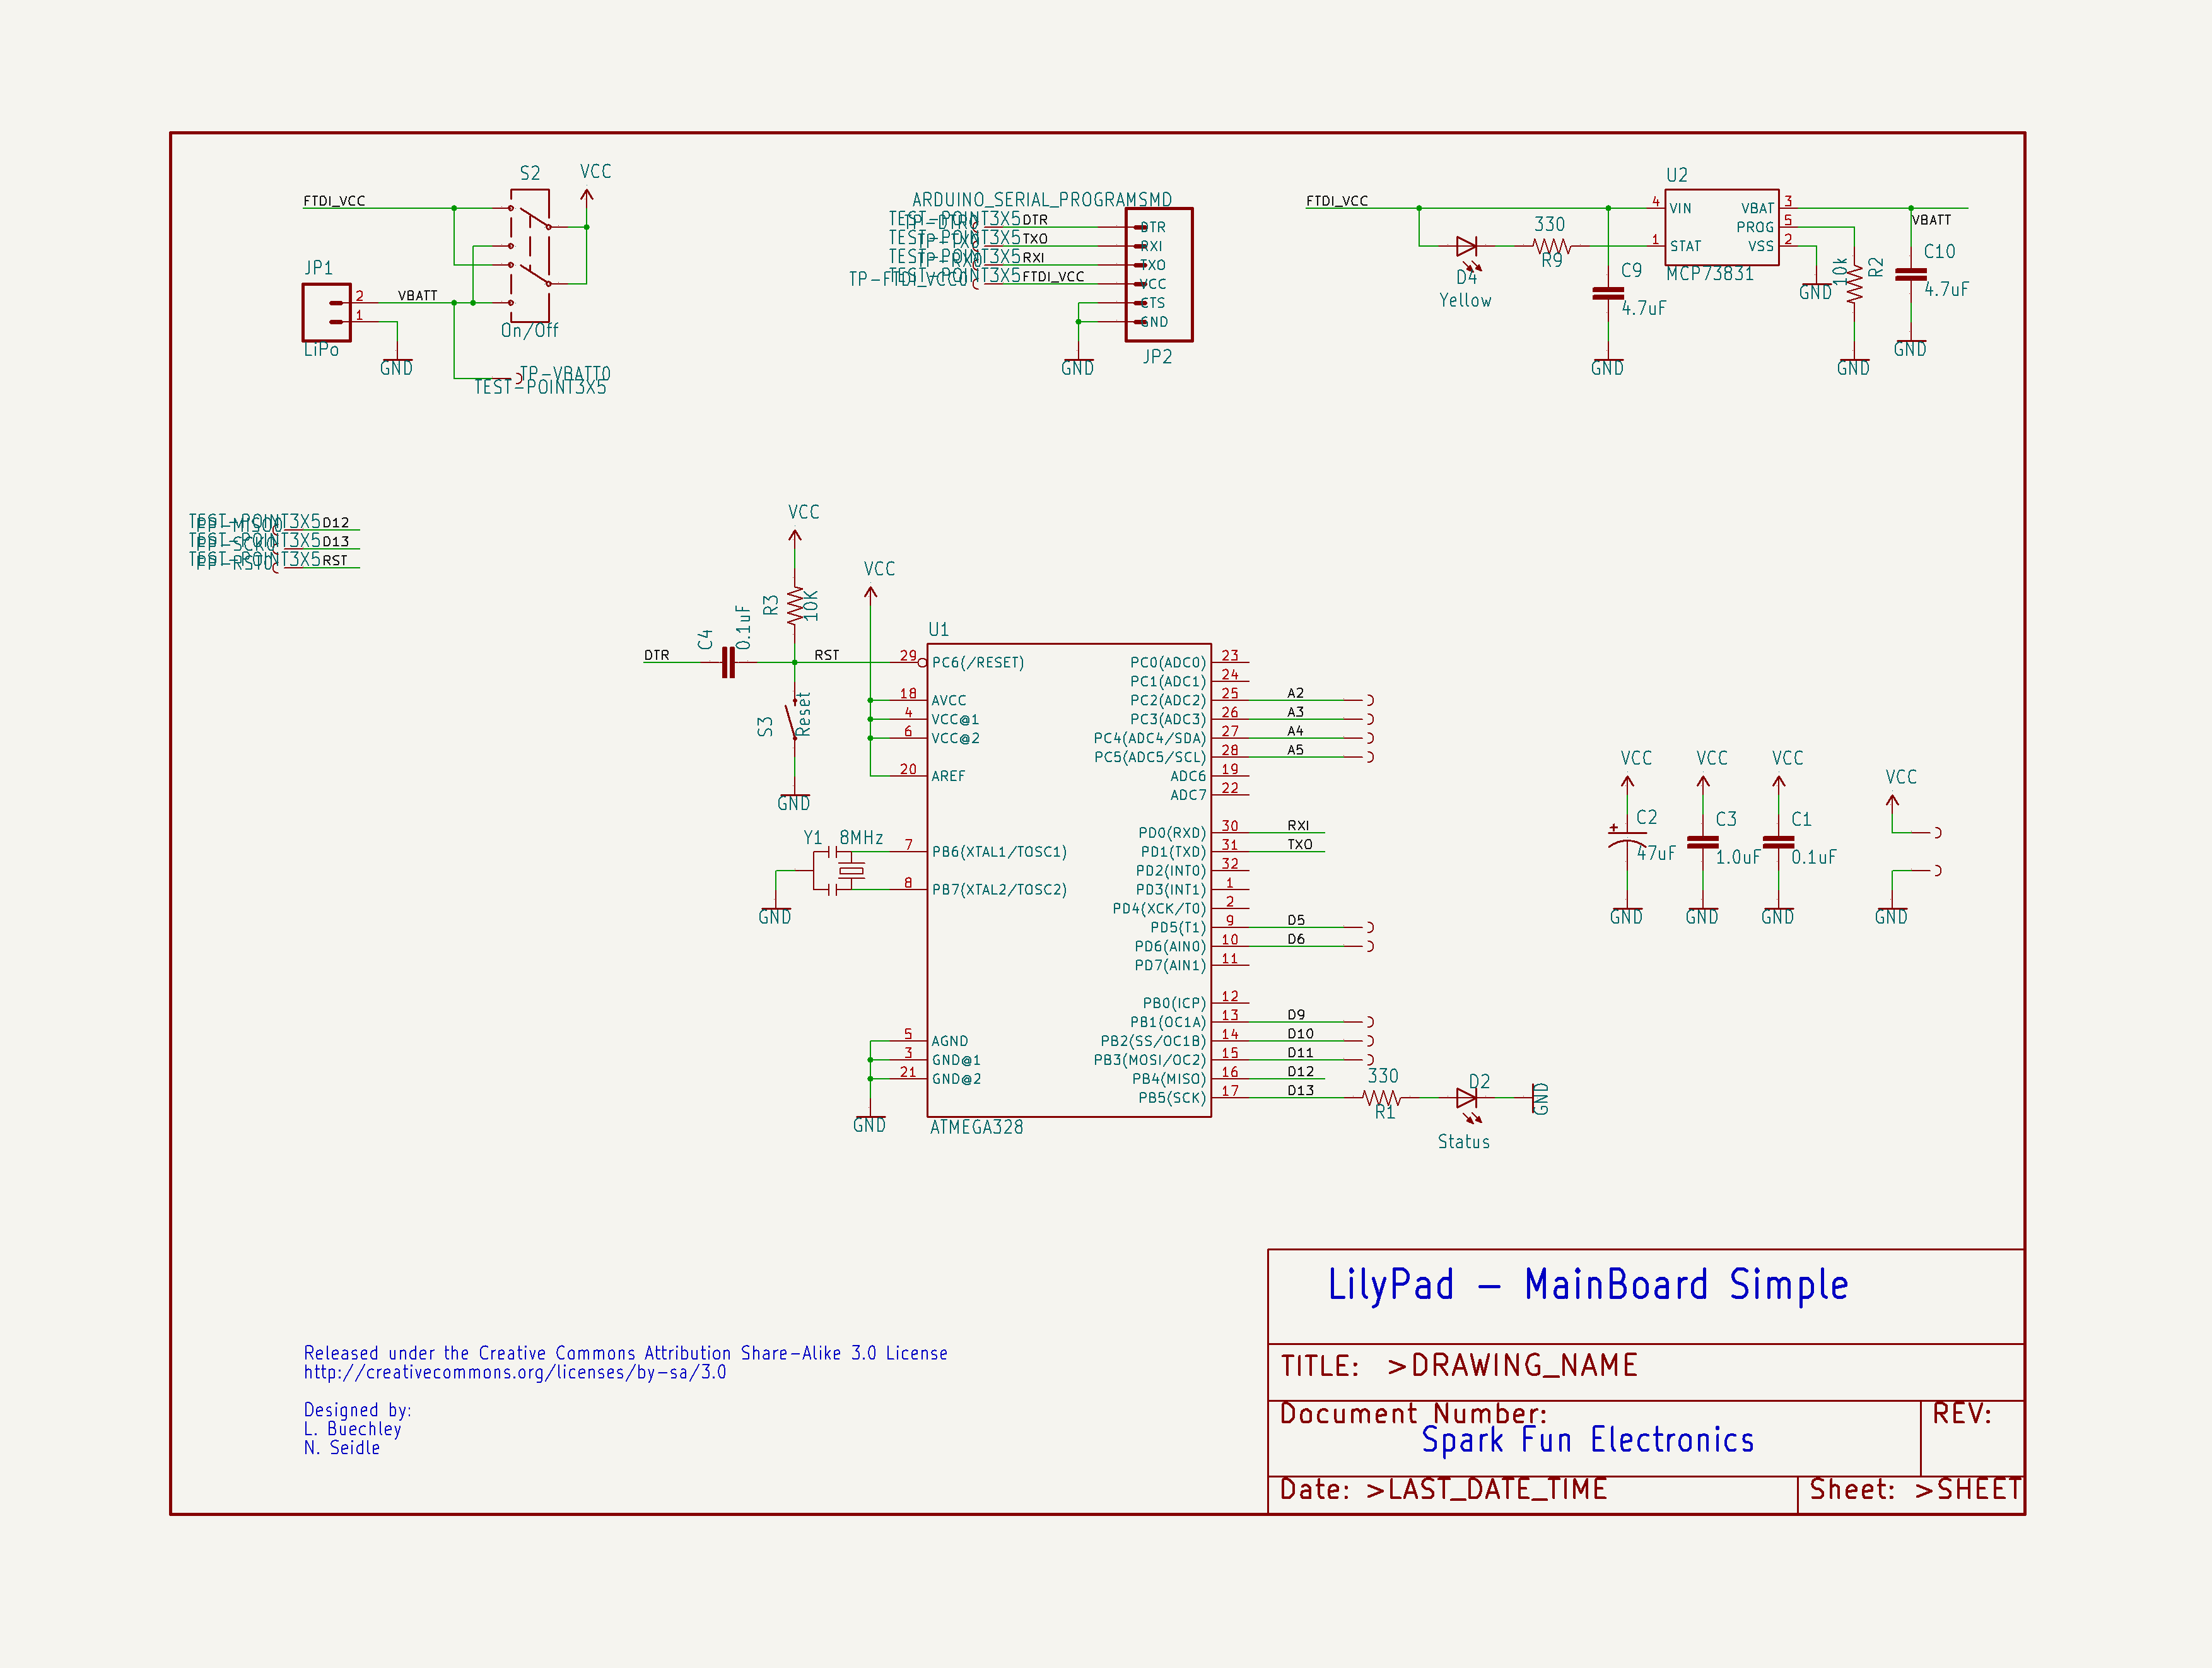 S2
VCC
FTDI_VCC
JP1
2
VBATT
1
LiPo
GND
On/Off
TP-VBATT0
TEST-POINT3X5
ARDUINO_SERIAL_PROGRAMSMD
TEST-POINT3X5 DTR DTR
TEST-POINT3X5 TXO RXI
TEST-POINT3X5 RXI TXO
TEST-POINT3X5 FTDI_VCC VCC
TP-FTDI_VCC0
CTS
GND
GND
JP2
FTDI_VCC
U2
4 VIN VBAT 3
PROG 5
1 STAT VSS 2
MCP73831
VBATT
330
R9
D4
Yellow
C9
4.7uF
GND
GND
10k
R2
GND
C10
4.7uF
GND
TEST-POINT3X5 D12
TEST-POINT3X5 D13
TEST-POINT3X5 RST
VCC
R3
10K
VCC
C4
0.1uF
DTR
RST
S3
Reset
GND
Y1 8MHz
GND
U1
29 PC6(/RESET)
18 AVCC
4 VCC@1
6 VCC@2
20 AREF
7 PB6(XTAL1/TOSC1)
8 PB7(XTAL2/TOSC2)
5 AGND
3 GND@1
21 GND@2
GND
ATMEGA328
PC0(ADC0) 23
PC1(ADC1) 24
PC2(ADC2) 25 A2
PC3(ADC3) 26 A3
PC4(ADC4/SDA) 27 A4
PC5(ADC5/SCL) 28 A5
ADC6 19
ADC7 22
PD0(RXD) 30 RXI
PD1(TXD) 31 TXO
PD2(INT0) 32
PD3(INT1) 1
PD4(XCK/T0) 2
PD5(T1) 9 D5
PD6(AIN0) 10 D6
PD7(AIN1) 11
PB0(ICP) 12
PB1(OC1A) 13 D9
PB2(SS/OC1B) 14 D10
PB3(MOSI/OC2) 15 D11
PB4(MISO) 16 D12
PB5(SCK) 17 D13
330
R1
D2
Status
GND
VCC
C2
47uF
GND
VCC
C3
1.0uF
GND
VCC
C1
0.1uF
GND
VCC
GND
LilyPad - MainBoard Simple
TITLE: >DRAWING_NAME
Document Number:
Spark Fun Electronics
REV:
Date: >LAST_DATE_TIME
Sheet: >SHEET
Released under the Creative Commons Attribution Share-Alike 3.0 License
http://creativecommons.org/licenses/by-sa/3.0
Designed by:
L. Buechley
N. Seidle